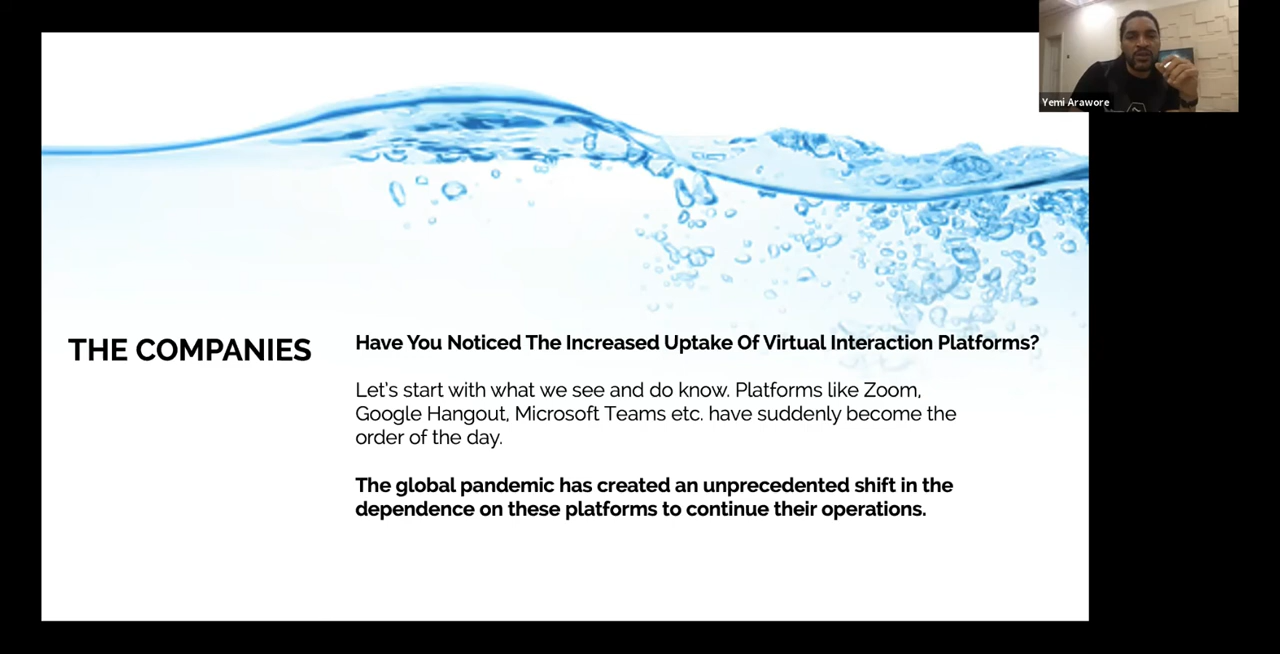 Yemi Arawore
THE COMPANIES
Have You Noticed The Increased Uptake Of Virtual Interaction Platforms?
Let's start with what we see and do know. Platforms like Zoom,
Google Hangout, Microsoft Teams etc. have suddenly become the
order of the day.
The global pandemic has created an unprecedented shift in the
dependence on these platforms to continue their operations.